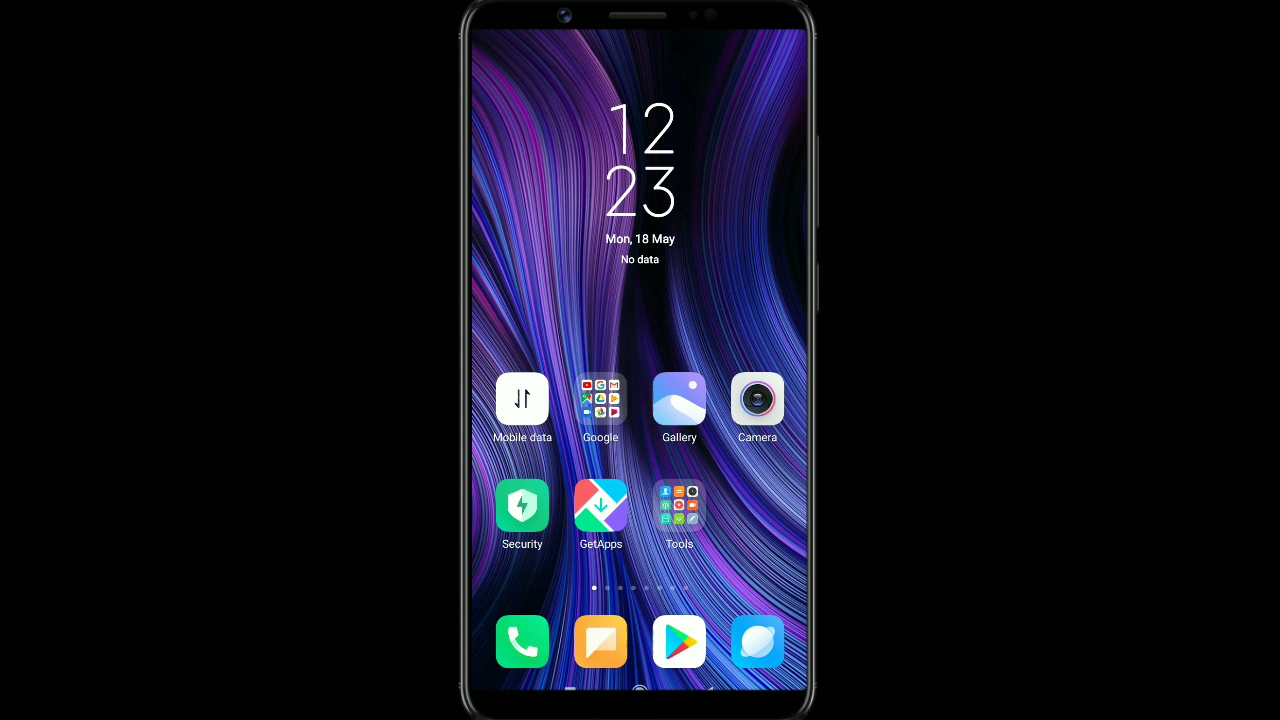 12
23
Mon, 18 May
No data
Mobile data
Google
Gallery
Camera
Security
GetApps
Tools